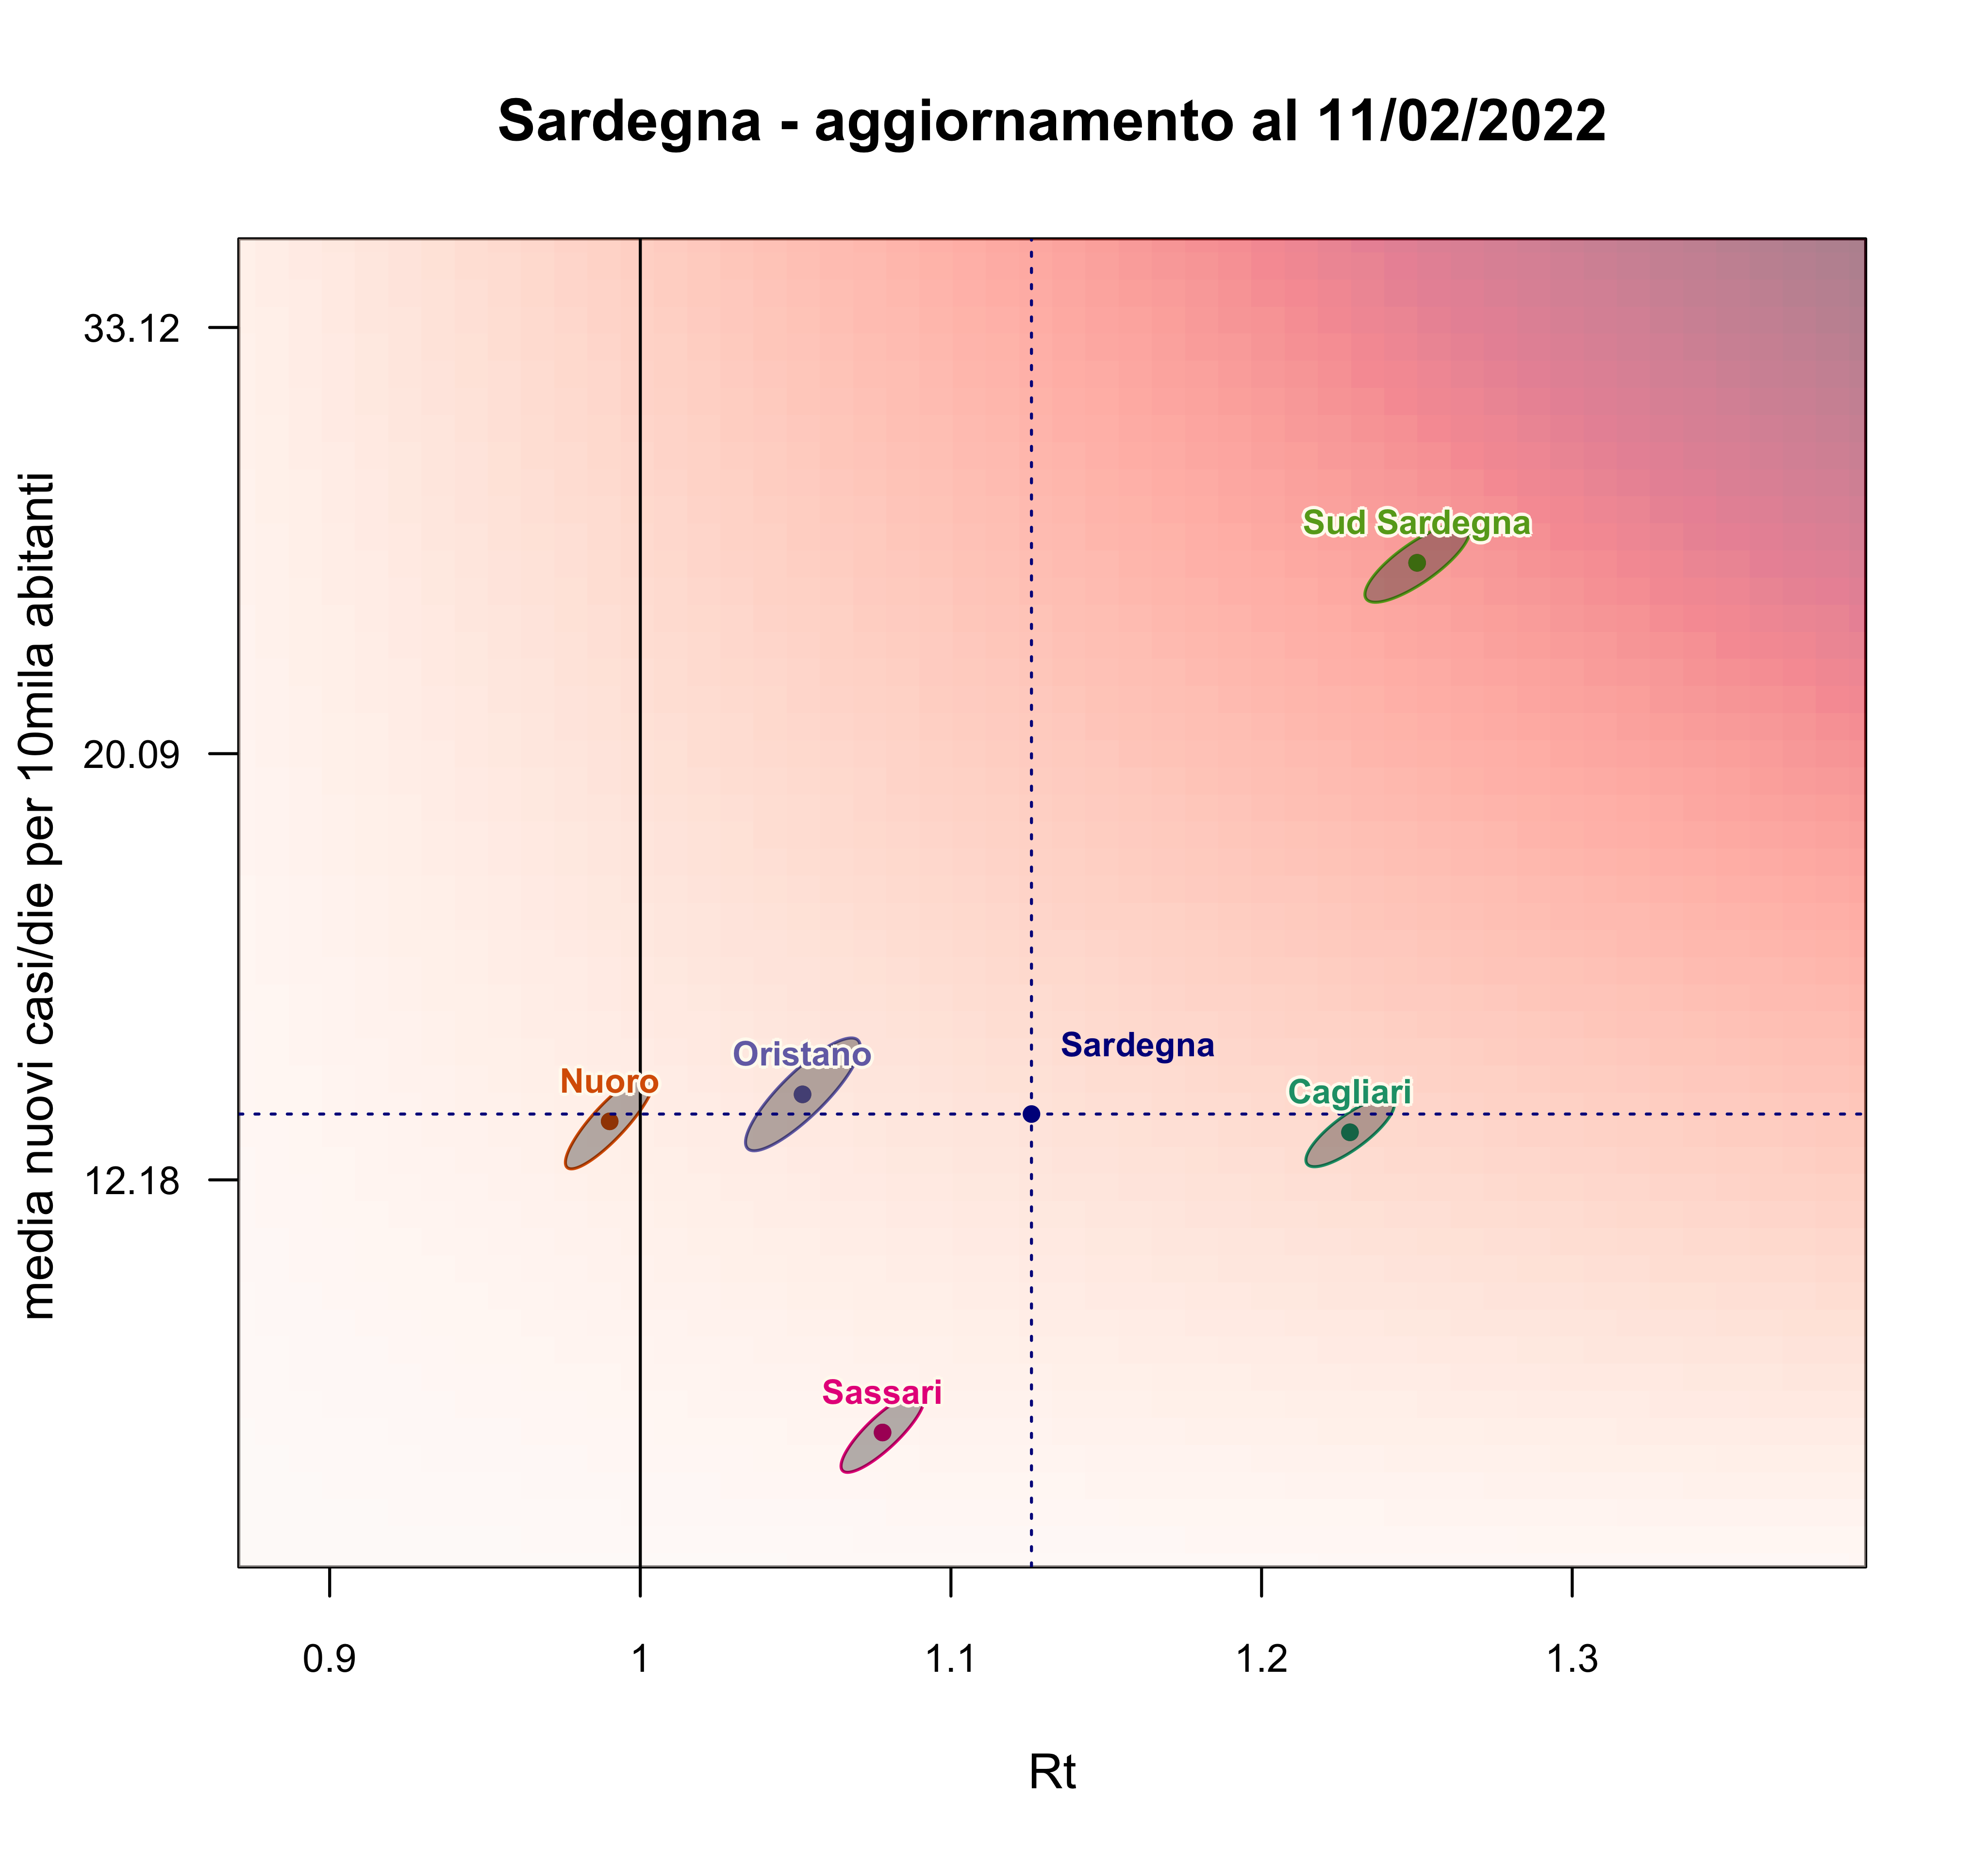 Sardegna - aggiornamento al 11/02/2022
media nuovi casi/die per 10mila abitanti
33.12
20.09
12.18
Sud Sardegna
Sardegna
Oristano
Nuoro
Cagliari
Sassari
0.9
1
1.1
1.2
1.3
Rt